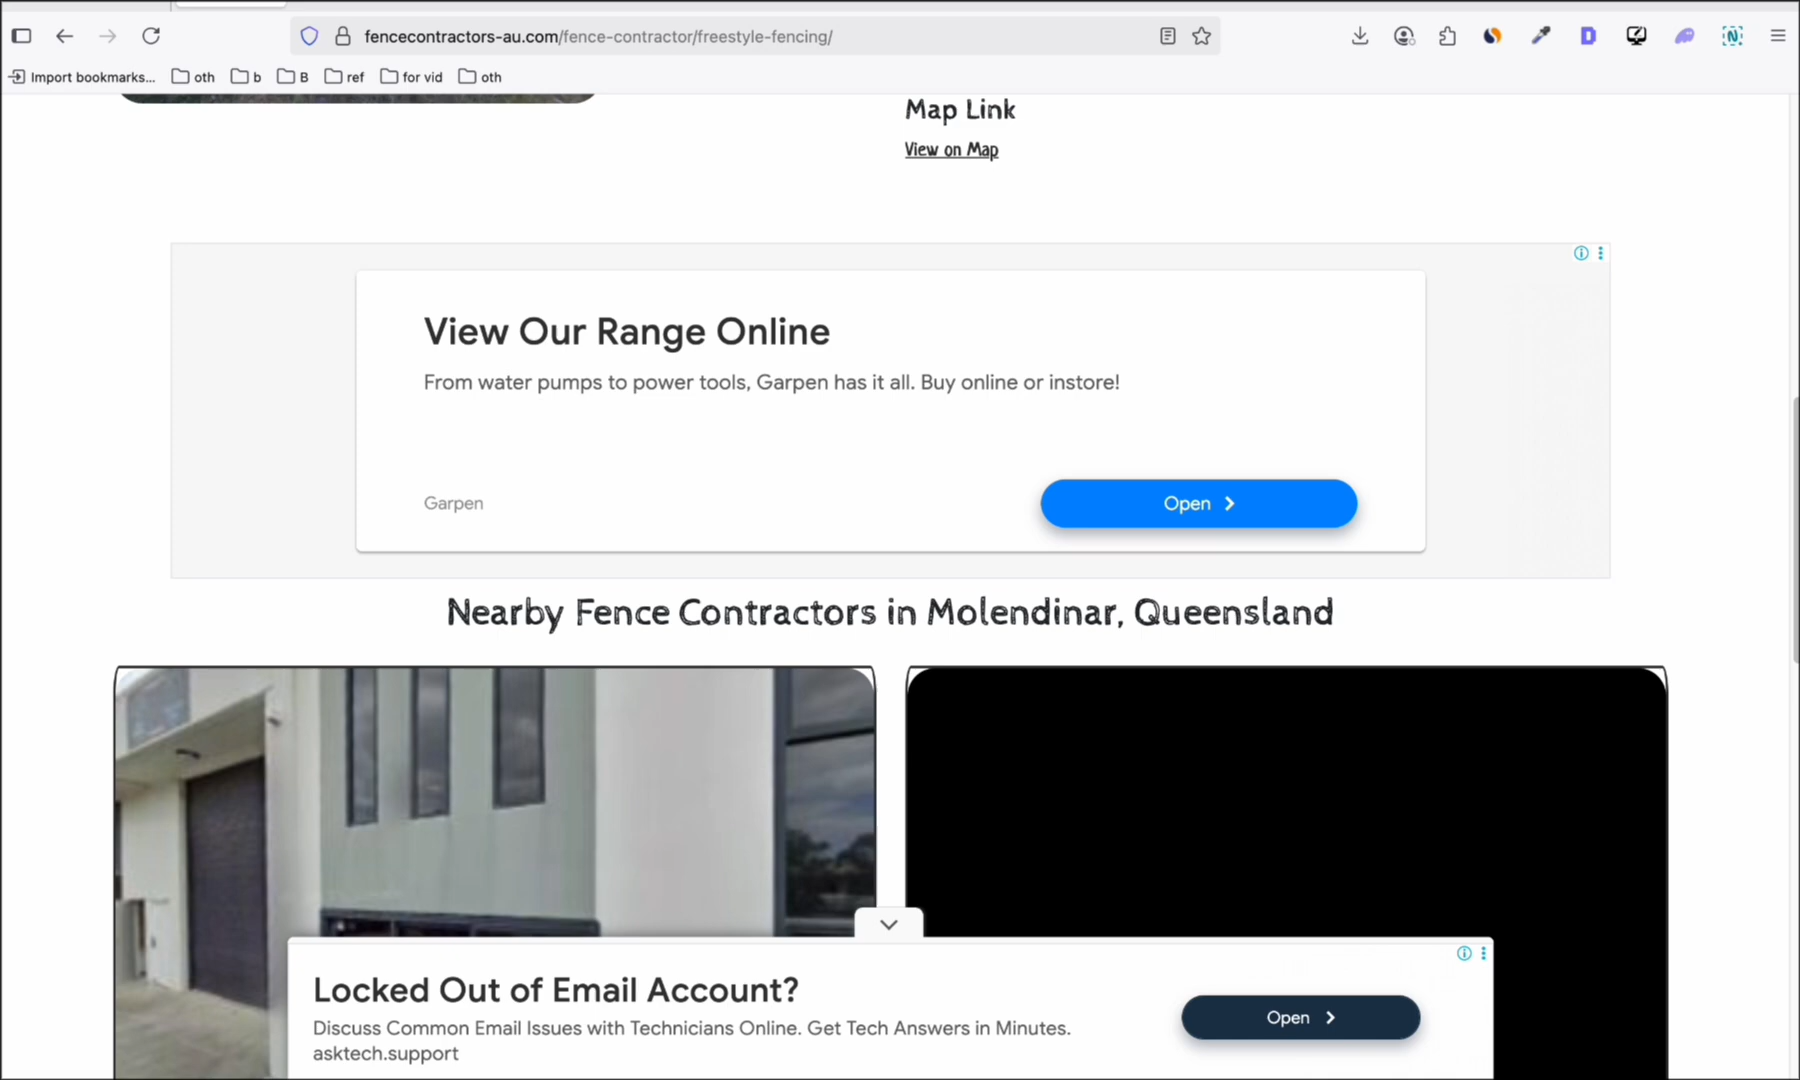 fencecontractors-au.com/fence-contractor/freestyle-fencing/
Import bookmarks... oth b B ref for vid oth
Map Link
View on Map
View Our Range Online
From water pumps to power tools, Garpen has it all. Buy online or instore!
Garpen
Open
Nearby Fence Contractors in Molendinar, Queensland
Locked Out of Email Account?
Discuss Common Email Issues with Technicians Online. Get Tech Answers in Minutes.
asktech.support
Open